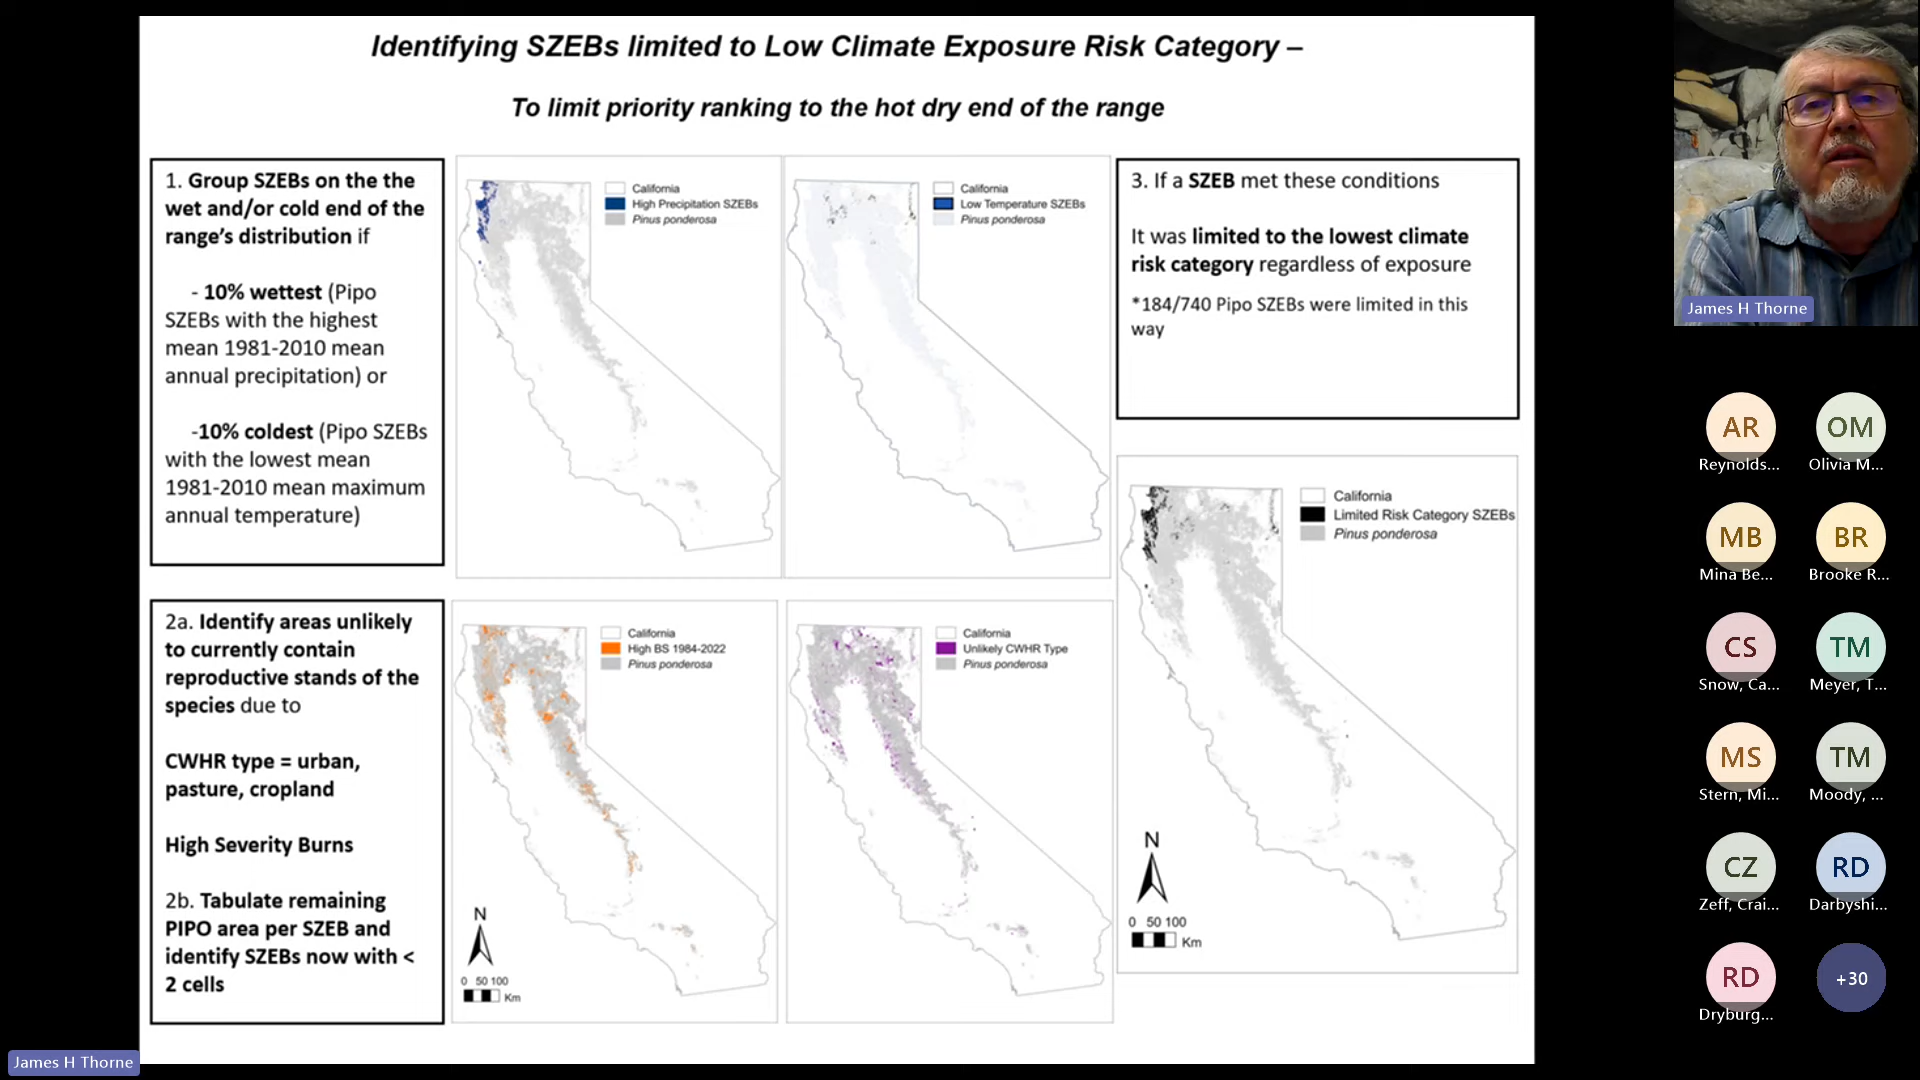 Identifying SZEBs limited to Low Climate Exposure Risk Category –
To limit priority ranking to the hot dry end of the range
1. Group SZEBs on the the
wet and/or cold end of the
range's distribution if
- 10% wettest (Pipo
SZEBs with the highest
mean 1981-2010 mean
annual precipitation) or
-10% coldest (Pipo SZEBs
with the lowest mean
1981-2010 mean maximum
annual temperature)
California
High Precipitation SZEBs
Pinus ponderosa
California
Low Temperature SZEBs
Pinus ponderosa
3. If a SZEB met these conditions
It was limited to the lowest climate
risk category regardless of exposure
*184/740 Pipo SZEBs were limited in this
way
2a. Identify areas unlikely
to currently contain
reproductive stands of the
species due to
CWHR type = urban,
pasture, cropland
High Severity Burns
2b. Tabulate remaining
PIPO area per SZEB and
identify SZEBs now with <
2 cells
California
High BS 1984-2022
Pinus ponderosa
N
0 50 100
Km
California
Unlikely CWHR Type
Pinus ponderosa
California
Limited Risk Category SZEBs
Pinus ponderosa
N
0 50 100
Km
James H Thorne
AR
Reynolds...
OM
Olivia M...
MB
Mina Be...
BR
Brooke R...
CS
Snow, Ca...
TM
Meyer, T...
MS
Stern, Mi...
TM
Moody, ...
CZ
Zeff, Crai...
RD
Darbyshi...
RD
Dryburg...
+30
James H Thorne